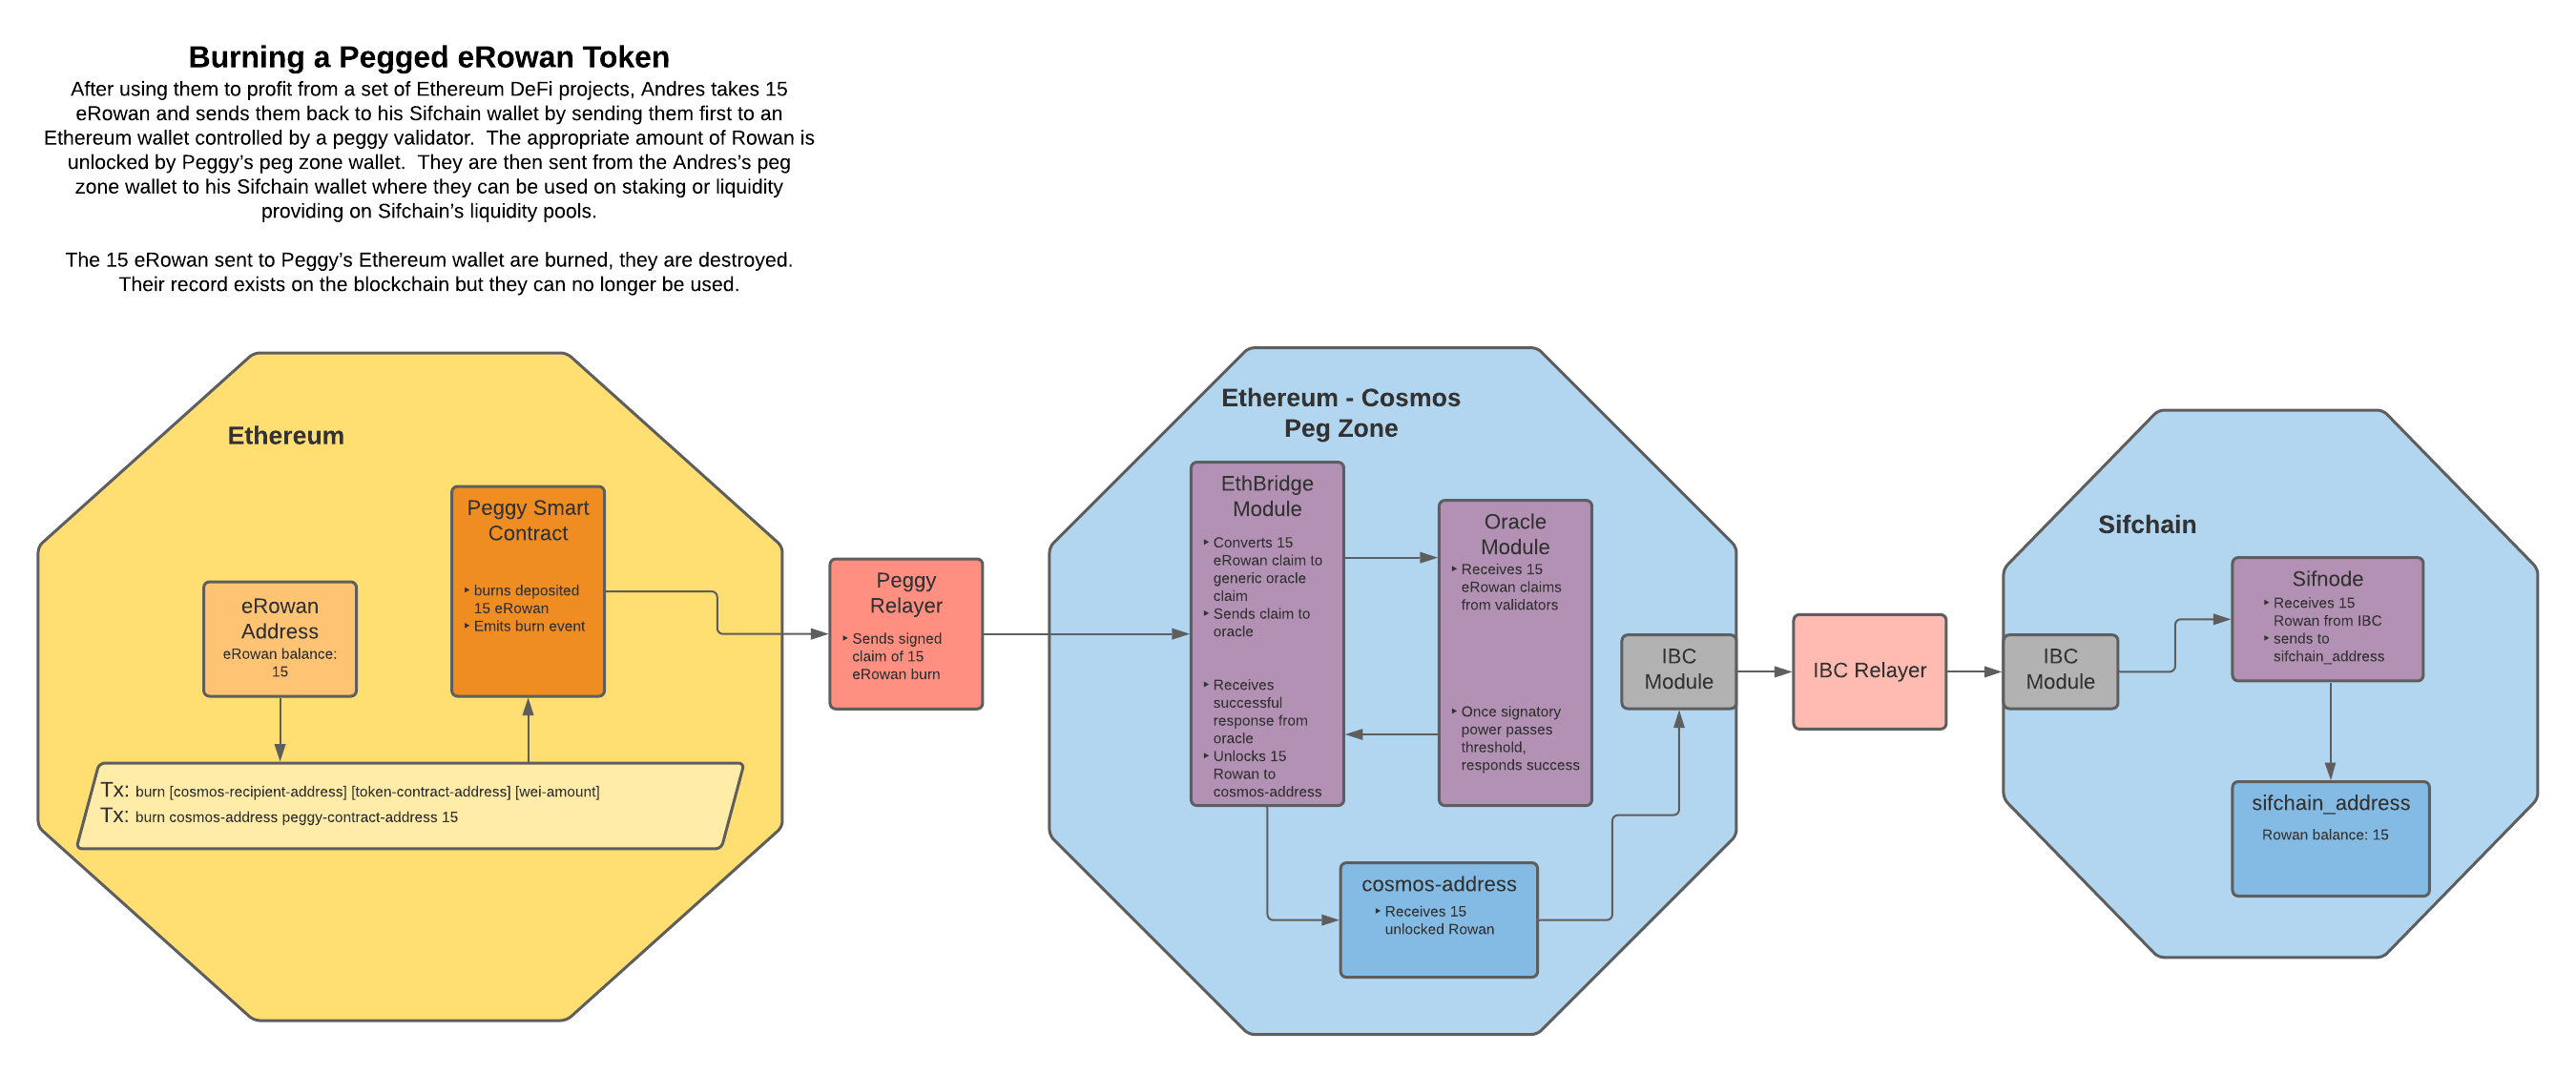 Burning a Pegged eRowan Token
After using them to profit from a set of Ethereum DeFi projects, Andres takes 15
eRowan and sends them back to his Sifchain wallet by sending them first to an
Ethereum wallet controlled by a peggy validator.  The appropriate amount of Rowan is
unlocked by Peggy’s peg zone wallet.  They are then sent from the Andres’s peg
zone wallet to his Sifchain wallet where they can be used on staking or liquidity
providing on Sifchain’s liquidity pools.
The 15 eRowan sent to Peggy’s Ethereum wallet are burned, they are destroyed.
Their record exists on the blockchain but they can no longer be used.
Ethereum
eRowan
Address
eRowan balance:
15
Peggy Smart
Contract
‣ burns deposited
15 eRowan
‣ Emits burn event
Tx: burn [cosmos-recipient-address] [token-contract-address] [wei-amount]
Tx: burn cosmos-address peggy-contract-address 15
Peggy
Relayer
‣ Sends signed
claim of 15
eRowan burn
Ethereum - Cosmos
Peg Zone
EthBridge
Module
‣ Converts 15
eRowan claim to
generic oracle
claim
‣ Sends claim to
oracle
‣ Receives
successful
response from
oracle
‣ Unlocks 15
Rowan to
cosmos-address
Oracle
Module
‣ Receives 15
eRowan claims
from validators
‣ Once signatory
power passes
threshold,
responds success
cosmos-address
‣ Receives 15
unlocked Rowan
IBC
Module
IBC Relayer
Sifchain
IBC
Module
Sifnode
‣ Receives 15
Rowan from IBC
‣ sends to
sifchain_address
sifchain_address
Rowan balance: 15